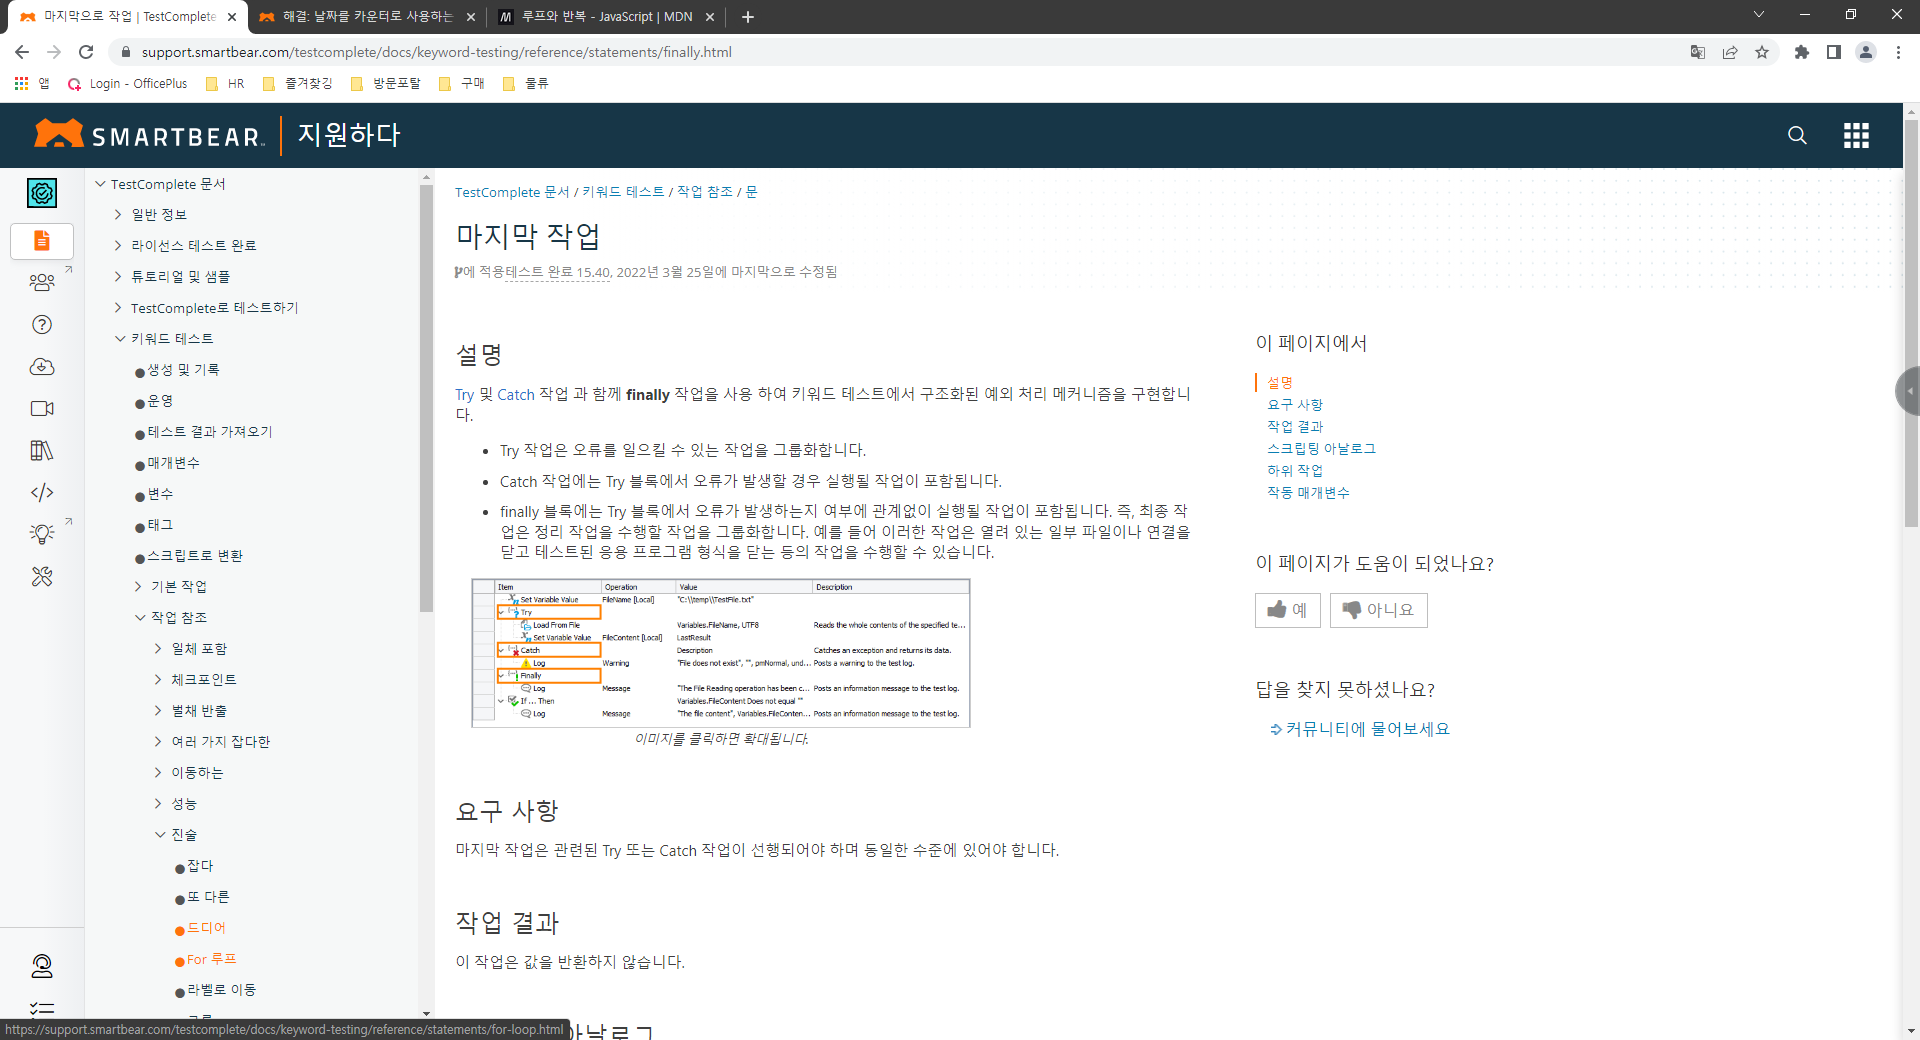 마지막으로 작업 | TestComplete
해결: 날짜를 카운터로 사용하는
루프와 반복 - JavaScript | MDN
support.smartbear.com/testcomplete/docs/keyword-testing/reference/statements/finally.html
앱
Login - OfficePlus
HR
즐겨찾깅
방문포탈
구매
물류
SMARTBEAR
지원하다
TestComplete 문서
일반 정보
라이선스 테스트 완료
튜토리얼 및 샘플
TestComplete로 테스트하기
키워드 테스트
생성 및 기록
운영
테스트 결과 가져오기
매개변수
변수
태그
스크립트로 변환
기본 작업
작업 참조
일체 포함
체크포인트
벌채 반출
여러 가지 잡다한
이동하는
성능
진술
잡다
또 다른
드디어
For 루프
라벨로 이동
https://support.smartbear.com/testcomplete/docs/keyword-testing/reference/statements/for-loop.html
TestComplete 문서 / 키워드 테스트 / 작업 참조 / 문
마지막 작업
에 적용테스트 완료 15.40, 2022년 3월 25일에 마지막으로 수정됨
설명
Try 및 Catch 작업 과 함께 finally 작업을 사용 하여 키워드 테스트에서 구조화된 예외 처리 메커니즘을 구현합니
다.
• Try 작업은 오류를 일으킬 수 있는 작업을 그룹화합니다.
• Catch 작업에는 Try 블록에서 오류가 발생할 경우 실행될 작업이 포함됩니다.
• finally 블록에는 Try 블록에서 오류가 발생하는지 여부에 관계없이 실행될 작업이 포함됩니다. 즉, 최종 작
업은 정리 작업을 수행할 작업을 그룹화합니다. 예를 들어 이러한 작업은 열려 있는 일부 파일이나 연결을
닫고 테스트된 응용 프로그램 형식을 닫는 등의 작업을 수행할 수 있습니다.
Item Operation Value Description
Set Variable Value FileName [Local] "C:\\temp\\TestFile.txt"
Try
Load From File Variables.FileName, UTF8 Reads the whole contents of the specified te...
Set Variable Value FileContent [Local] LastResult
Catch Description Catches an exception and returns its data.
Log Warning "File does not exist", "", pmNormal, und... Posts a warning to the test log.
Finally
Log Message "The File Reading operation has been c... Posts an information message to the test log.
If ... Then Variables.FileContent Does not equal ""
Log Message "The file content", Variables.FileConten... Posts an information message to the test log.
이미지를 클릭하면 확대됩니다.
요구 사항
마지막 작업은 관련된 Try 또는 Catch 작업이 선행되어야 하며 동일한 수준에 있어야 합니다.
작업 결과
이 작업은 값을 반환하지 않습니다.
아날로그
이 페이지에서
설명
요구 사항
작업 결과
스크립팅 아날로그
하위 작업
작동 매개변수
이 페이지가 도움이 되었나요?
예
아니요
답을 찾지 못하셨나요?
커뮤니티에 물어보세요